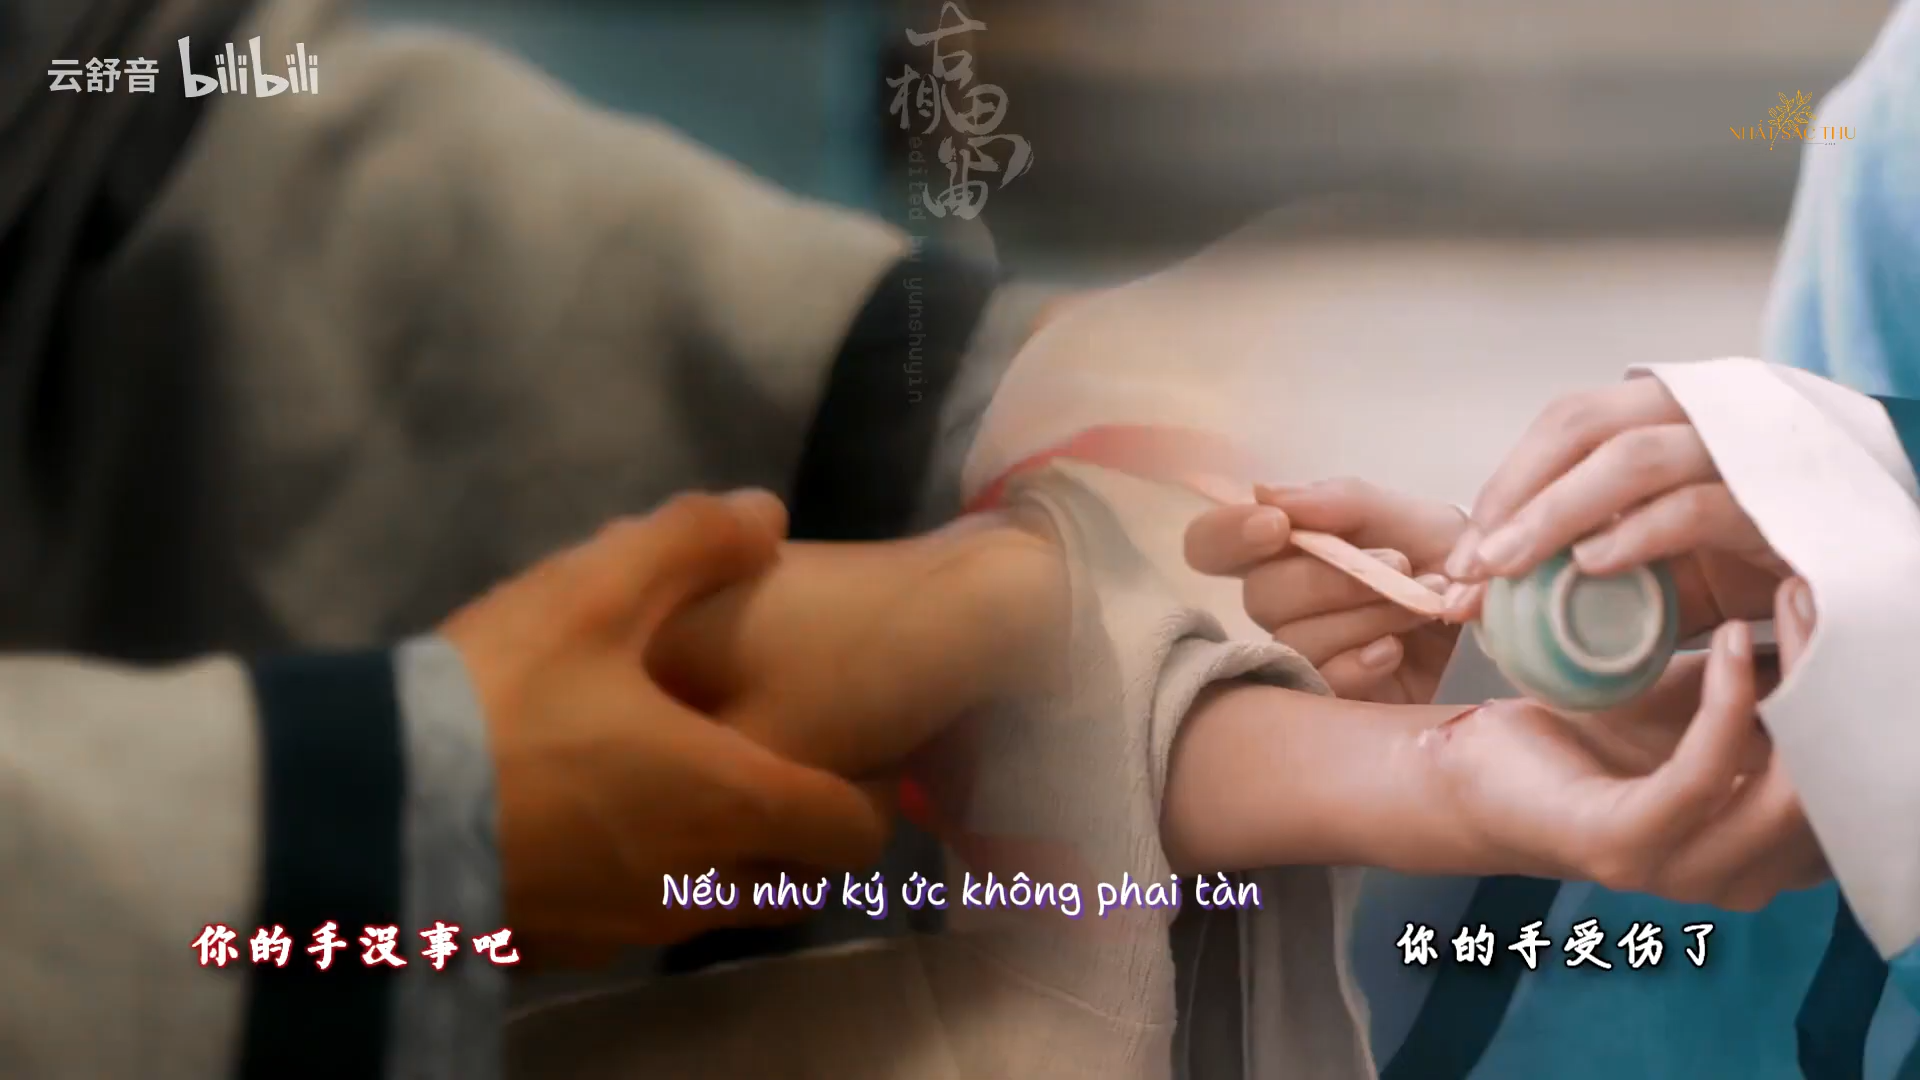 云舒音 bilibili
古相思曲
edited by yunshuyin
NHẤT SẮC THU
Nếu như ký ức không phai tàn
你的手没事吧
你的手受伤了